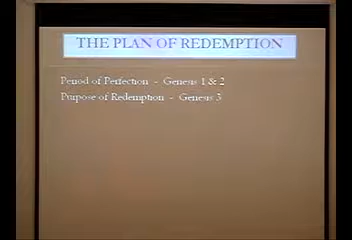 THE PLAN OF REDEMPTION
Period of Perfection - Genesis 1 & 2
Purpose of Redemption - Genesis 3